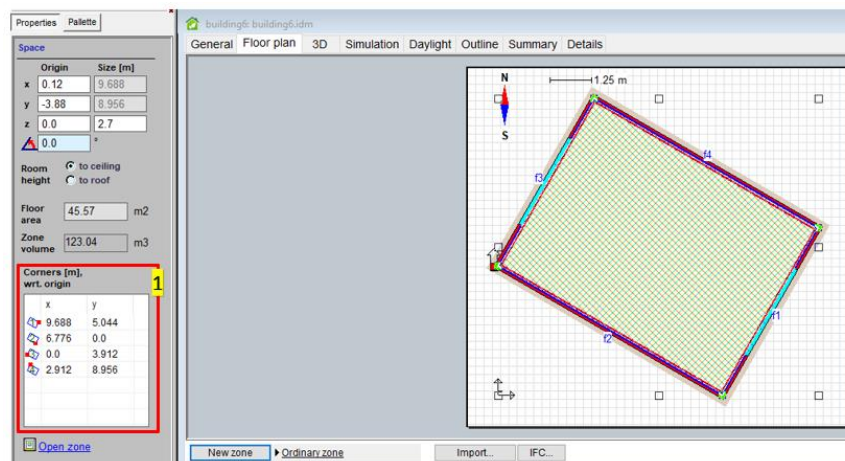 Properties Palette
building6: building6.idm
General Floor plan 3D Simulation Daylight Outline Summary Details
Space
Origin Size [m]
x 0.12 9.688
y -3.88 8.956
z 0.0 2.7
0.0 °
Room height
to ceiling
to roof
Floor area 45.57 m2
Zone volume 123.04 m3
Corners [m], wrt. origin
1
x y
9.688 5.044
6.776 0.0
0.0 3.912
2.912 8.956
Open zone
N
S
1.25 m
f4
f3
f1
f2
New zone Ordinary zone Import... IFC...